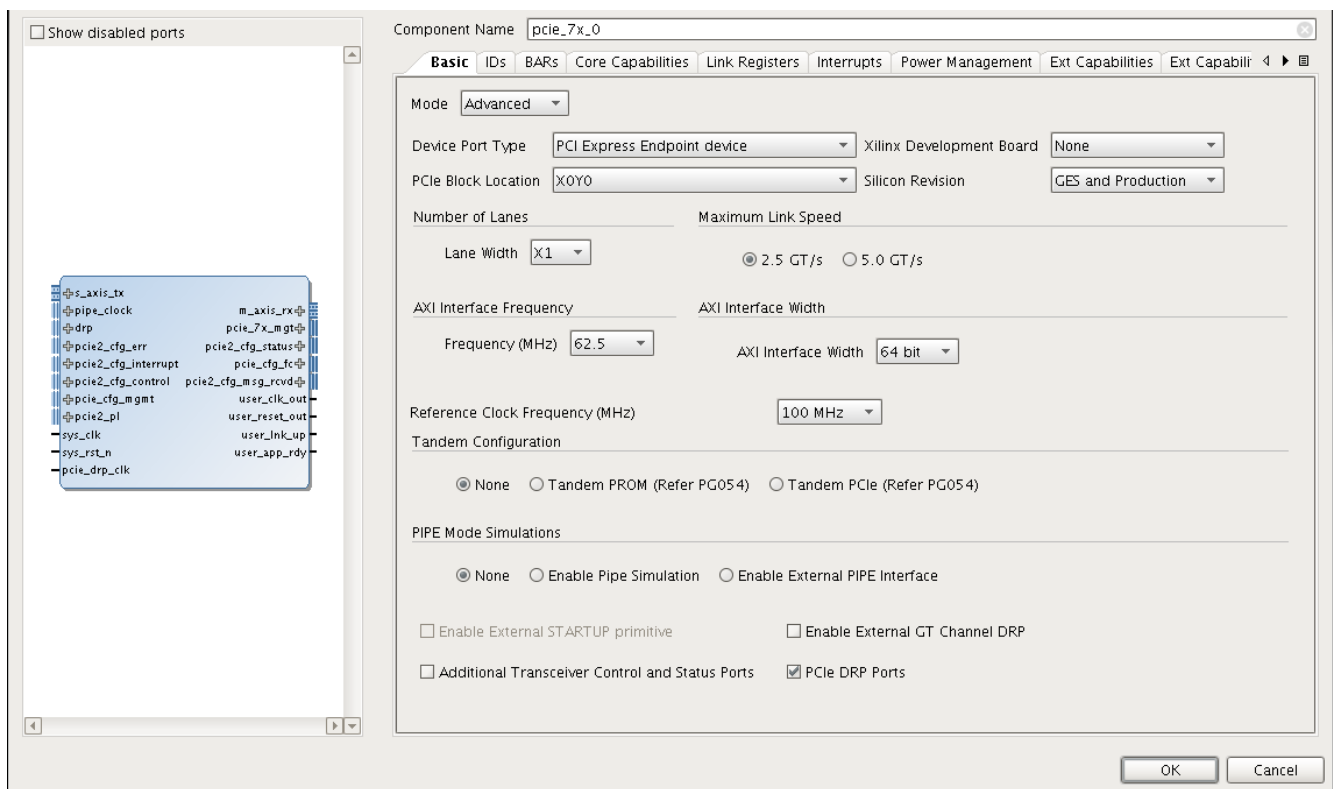 Show disabled ports
s_axis_tx
pipe_clock
drp
pcie2_cfg_err
pcie2_cfg_interrupt
pcie2_cfg_control
pcie_cfg_mgmt
pcie2_pl
sys_clk
sys_rst_n
pcie_drp_clk
m_axis_rx
pcie_7x_mgt
pcie2_cfg_status
pcie_cfg_fc
pcie2_cfg_msg_rcvd
user_clk_out
user_reset_out
user_lnk_up
user_app_rdy
Component Name pcie_7x_0
Basic IDs BARs Core Capabilities Link Registers Interrupts Power Management Ext Capabilities Ext Capabili
Mode Advanced
Device Port Type PCI Express Endpoint device Xilinx Development Board None
PCIe Block Location X0Y0 Silicon Revision GES and Production
Number of Lanes Maximum Link Speed
Lane Width X1 2.5 GT/s 5.0 GT/s
AXI Interface Frequency AXI Interface Width
Frequency (MHz) 62.5 AXI Interface Width 64 bit
Reference Clock Frequency (MHz) 100 MHz
Tandem Configuration
None Tandem PROM (Refer PG054) Tandem PCIe (Refer PG054)
PIPE Mode Simulations
None Enable Pipe Simulation Enable External PIPE Interface
Enable External STARTUP primitive Enable External GT Channel DRP
Additional Transceiver Control and Status Ports PCIe DRP Ports
OK Cancel